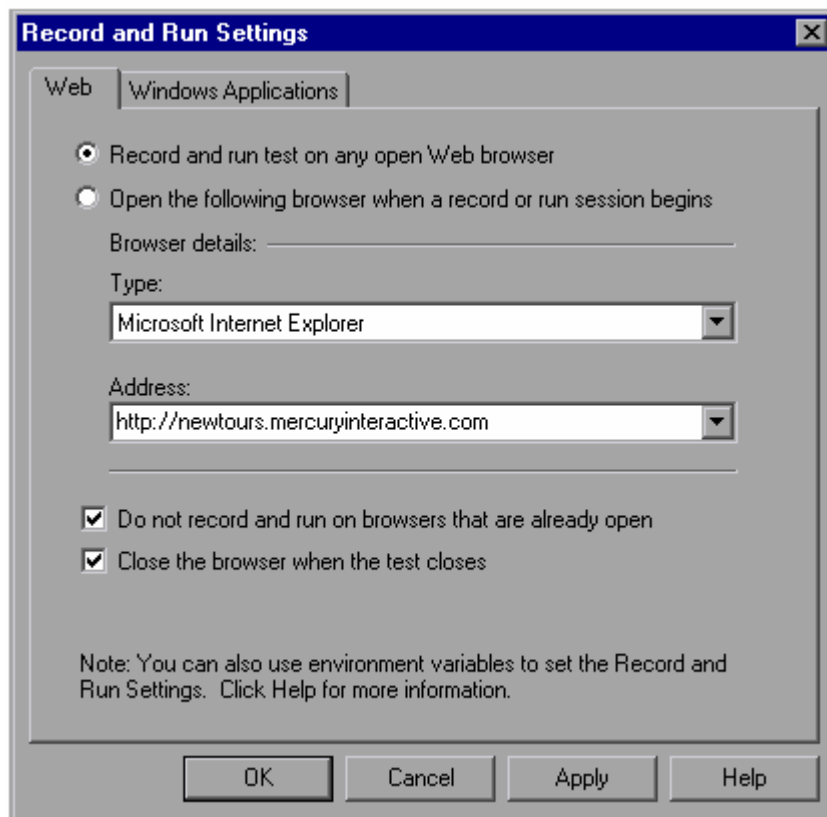 Record and Run Settings
Web
Windows Applications
Record and run test on any open Web browser
Open the following browser when a record or run session begins
Browser details:
Type:
Microsoft Internet Explorer
Address:
http://newtours.mercuryinteractive.com
Do not record and run on browsers that are already open
Close the browser when the test closes
Note: You can also use environment variables to set the Record and
Run Settings.  Click Help for more information.
OK
Cancel
Apply
Help